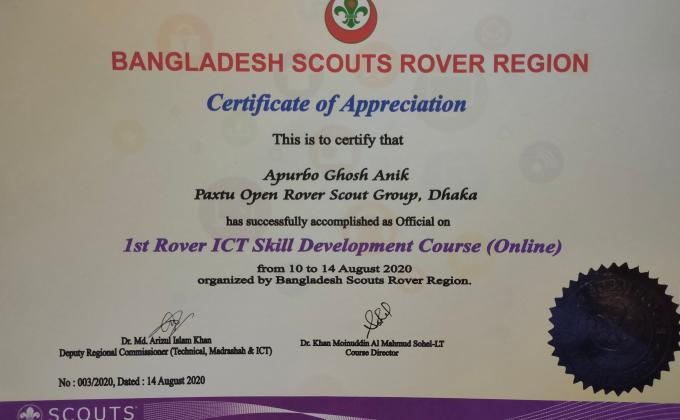 BANGLADESH SCOUTS ROVER REGION
Certificate of Appreciation
This is to certify that
Apurbo Ghosh Anik
Paxtu Open Rover Scout Group, Dhaka
has successfully accomplished as Official on
1st Rover ICT Skill Development Course (Online)
from 10 to 14 August 2020
organized by Bangladesh Scouts Rover Region.
Dr. Md. Arizul Islam Khan
Deputy Regional Commissioner (Technical, Madrashah & ICT)
Dr. Khan Moinuddin Al Mahmud Sohel-LT
Course Director
No : 003/2020, Dated : 14 August 2020
SCOUTS